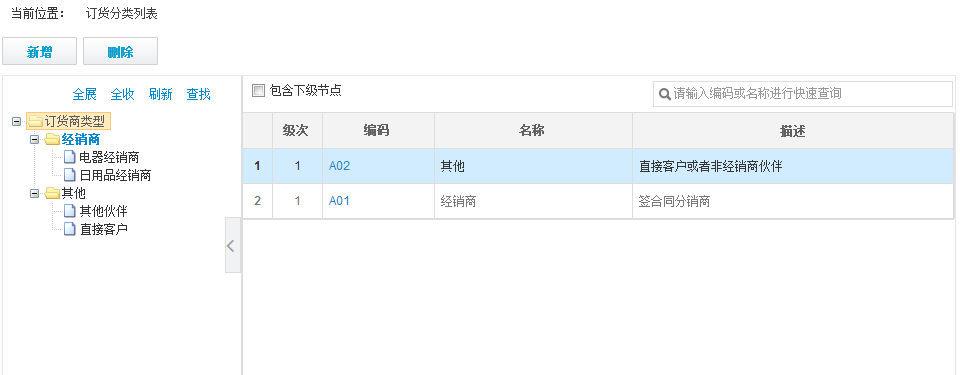 当前位置： 订货分类列表
新增 删除
全展 全收 刷新 查找
订货商类型
经销商
电器经销商
日用品经销商
其他
其他伙伴
直接客户
包含下级节点 请输入编码或名称进行快速查询
级次 编码 名称 描述
1 1 A02 其他 直接客户或者非经销商伙伴
2 1 A01 经销商 签合同分销商